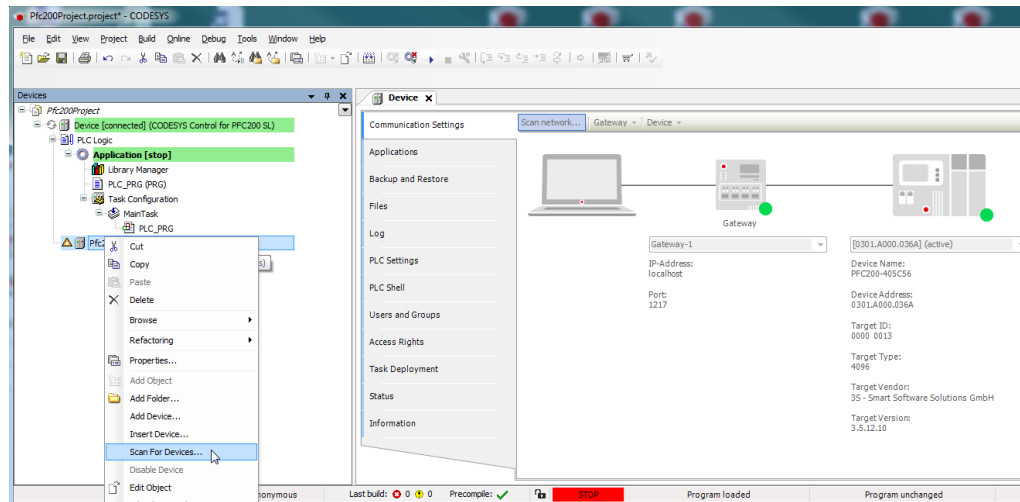 Pfc200Project.project* - CODESYS
File Edit View Project Build Online Debug Tools Window Help
Devices
Pfc200Project
Device [connected] (CODESYS Control for PFC200 SL)
PLC Logic
Application [stop]
Library Manager
PLC_PRG (PRG)
Task Configuration
MainTask
PLC_PRG
Cut
Copy
Paste
Delete
Browse
Refactoring
Properties...
Add Object
Add Folder...
Add Device...
Insert Device...
Scan For Devices...
Disable Device
Edit Object
Device
Communication Settings
Applications
Backup and Restore
Files
Log
PLC Settings
PLC Shell
Users and Groups
Access Rights
Task Deployment
Status
Information
Scan network... Gateway Device
Gateway
Gateway-1
IP-Address:
localhost
Port:
1217
[0301.A000.036A] (active)
Device Name:
PFC200-405C56
Device Address:
0301.A000.036A
Target ID:
0000 0013
Target Type:
4096
Target Vendor:
3S - Smart Software Solutions GmbH
Target Version:
3.5.12.10
Last build: 0 0 Precompile: STOP Program loaded Program unchanged